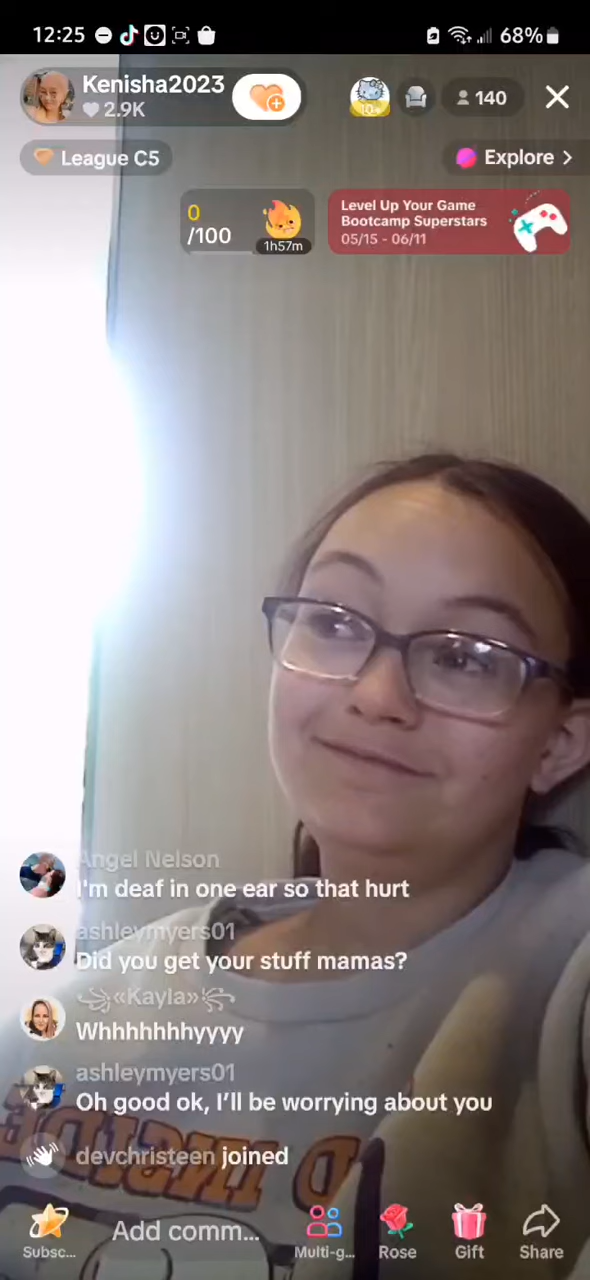 12:25
68%
Kenisha2023
2.9K
10+
140
League C5
Explore >
0
/100
1h57m
Level Up Your Game
Bootcamp Superstars
05/15 - 06/11
Angel Nelson
I'm deaf in one ear so that hurt
ashleymyers01
Did you get your stuff mamas?
꧁«Kayla»꧂
Whhhhhhhyyyy
ashleymyers01
Oh good ok, I'll be worrying about you
devchristeen joined
Subsc...
Add comm...
Multi-g...
Rose
Gift
Share